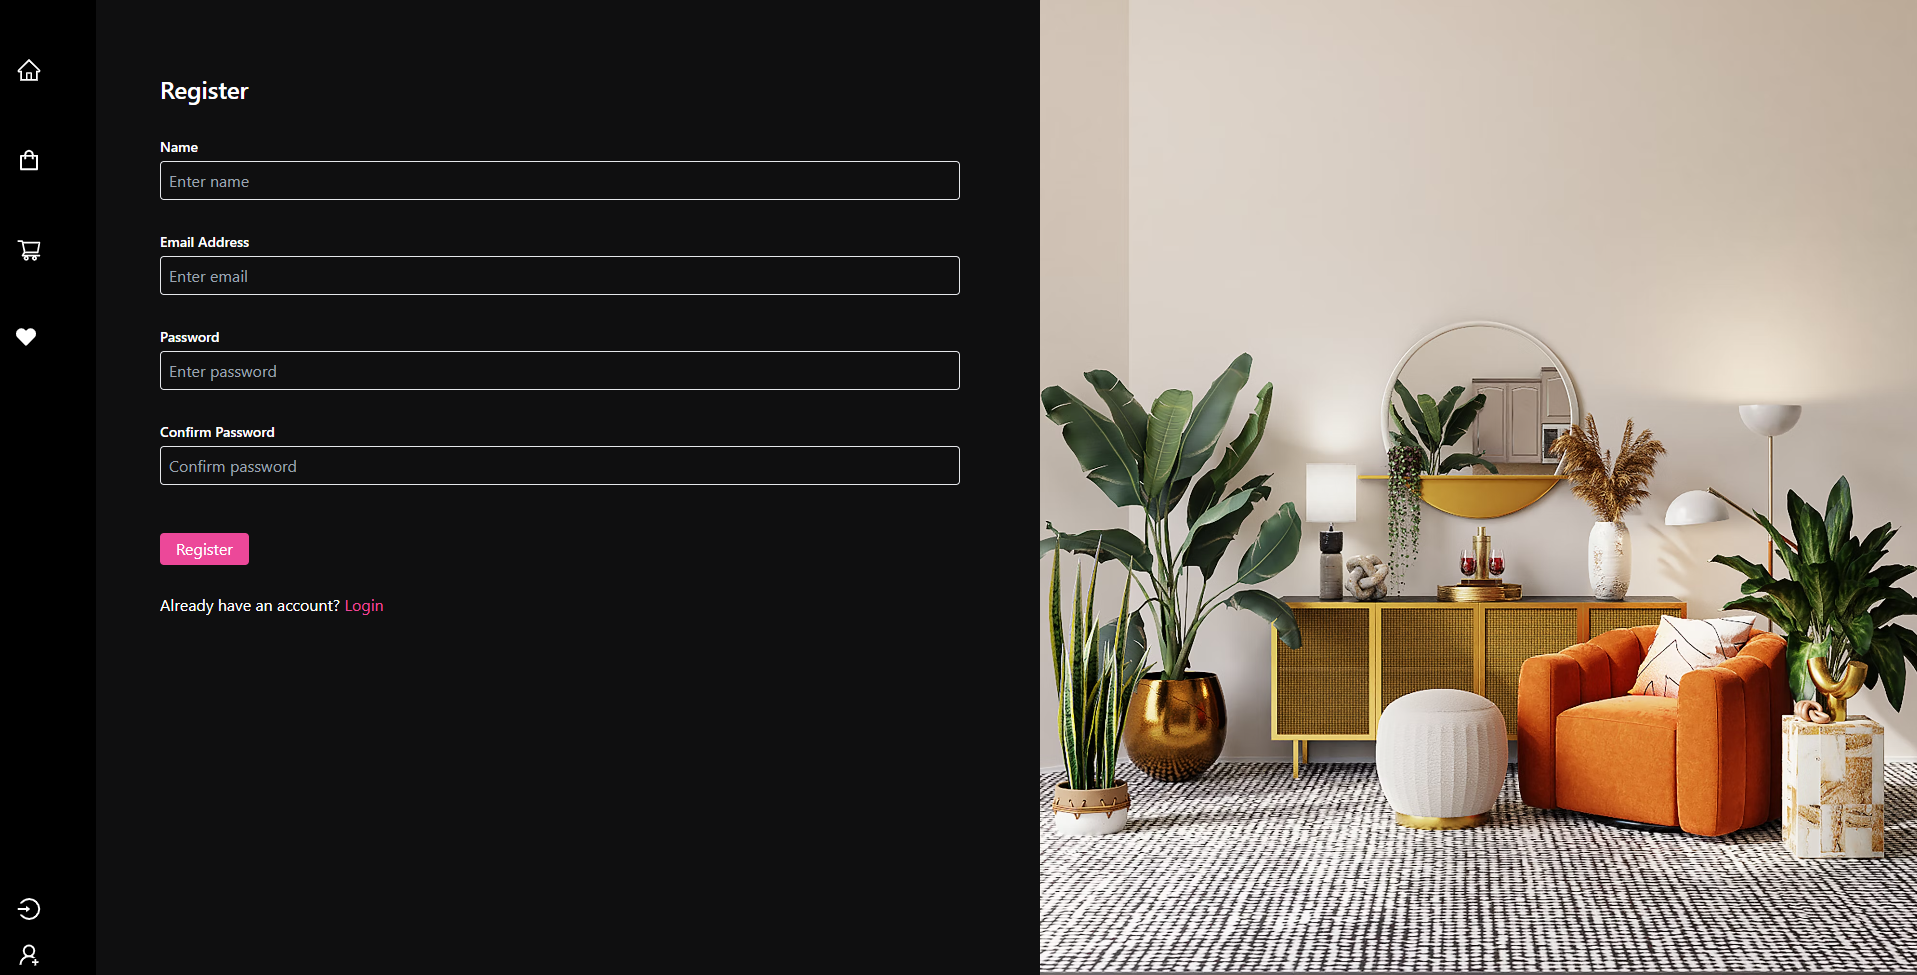 Register
Name
Enter name
Email Address
Enter email
Password
Enter password
Confirm Password
Confirm password
Register
Already have an account? Login